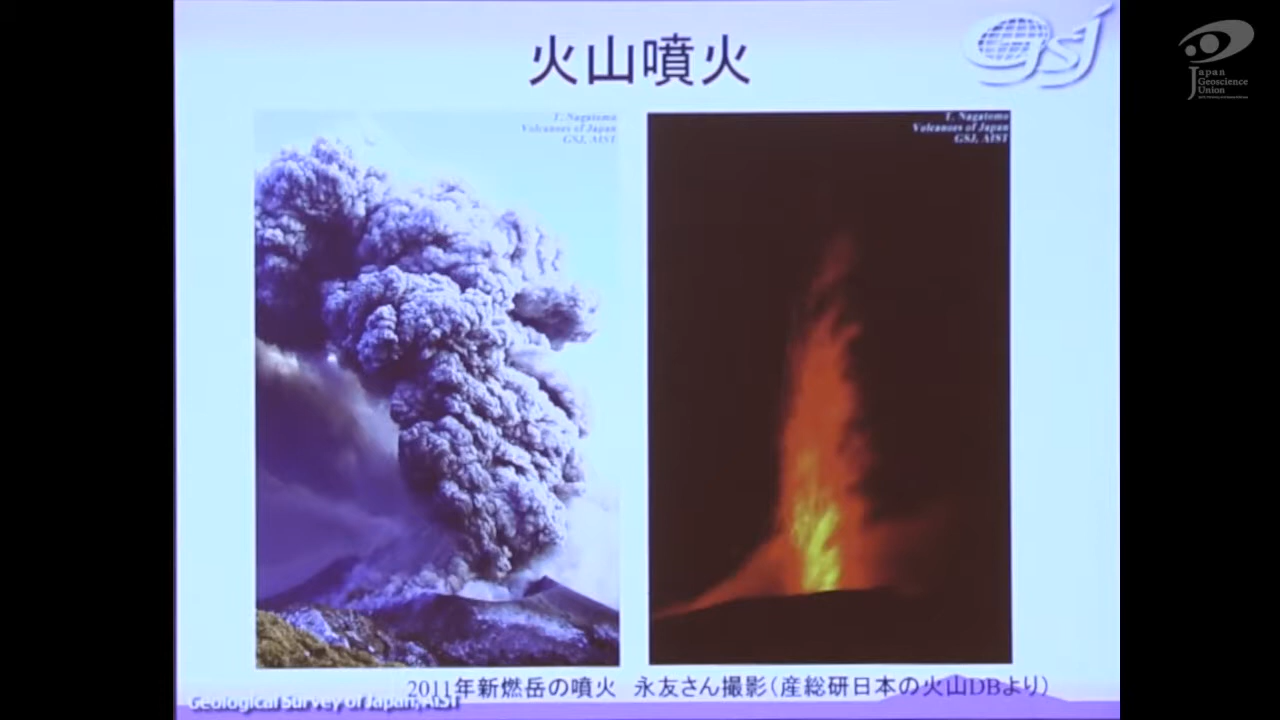 火山噴火
GSJ
Japan
Geoscience
Union
T. Nagatomo
Volcanoes of Japan
GSJ, AIST
T. Nagatomo
Volcanoes of Japan
GSJ, AIST
2011年新燃岳の噴火 永友さん撮影(産総研日本の火山DBより)
Geological Survey of Japan, AIST